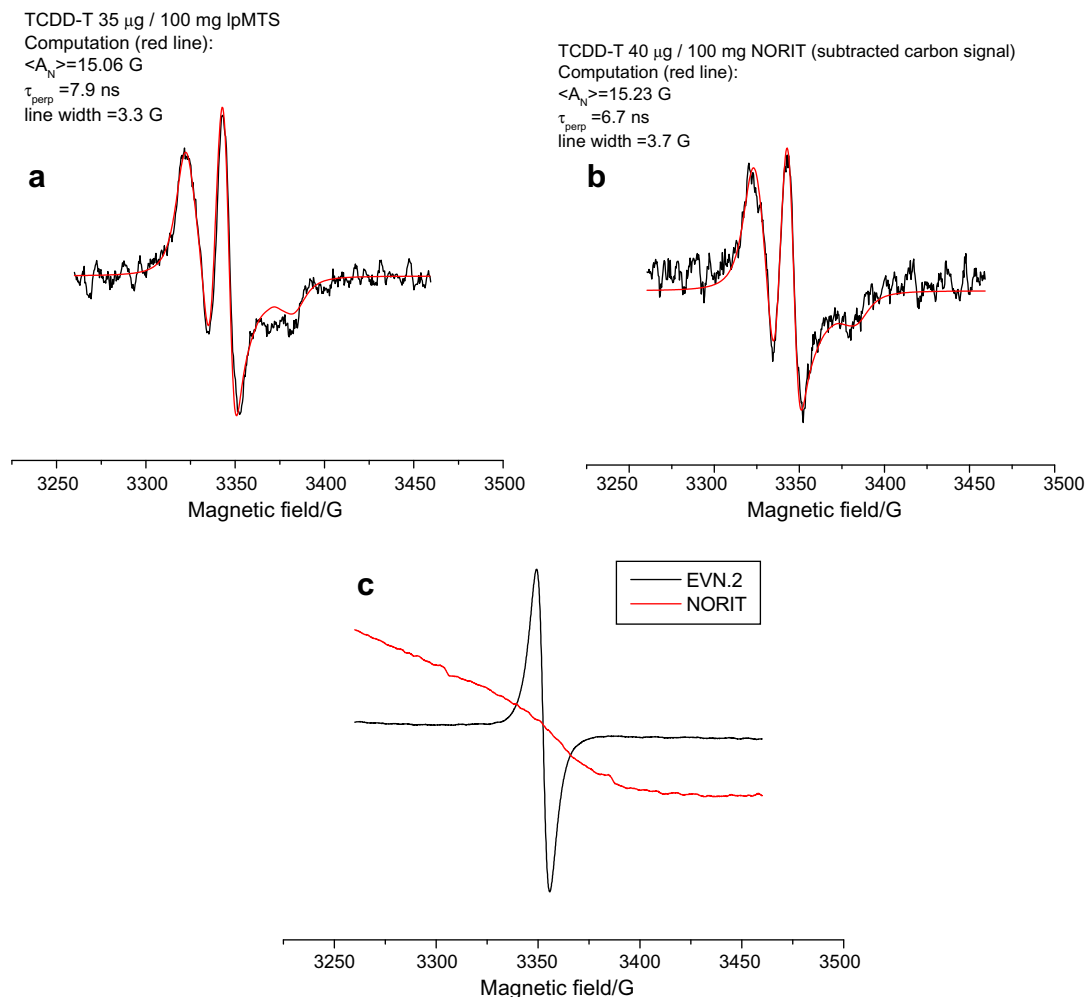 TCDD-T 35 μg / 100 mg lpMTS
Computation (red line):
<A_N>=15.06 G
τ_perp =7.9 ns
line width =3.3 G
a
3250 3300 3350 3400 3450 3500
Magnetic field/G
TCDD-T 40 μg / 100 mg NORIT (subtracted carbon signal)
Computation (red line):
<A_N>=15.23 G
τ_perp =6.7 ns
line width =3.7 G
b
3250 3300 3350 3400 3450 3500
Magnetic field/G
c
EVN.2
NORIT
3250 3300 3350 3400 3450 3500
Magnetic field/G